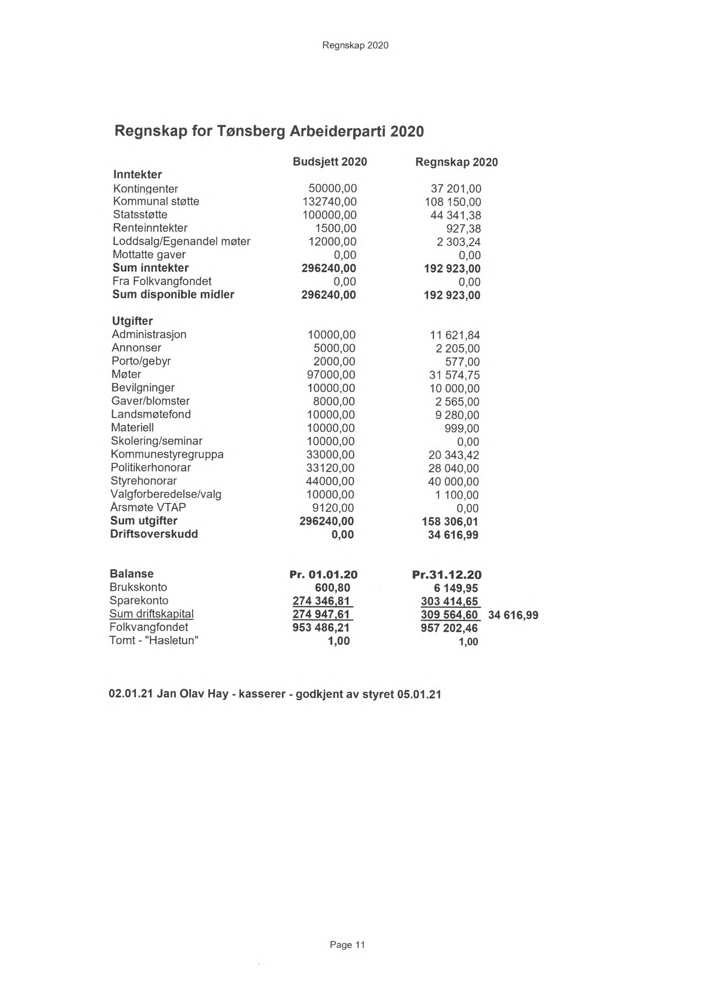 Regnskap 2020
Regnskap for Tønsberg Arbeiderparti 2020
Budsjett 2020 Regnskap 2020
Inntekter
Kontingenter 50000,00 37 201,00
Kommunal støtte 132740,00 108 150,00
Statsstøtte 100000,00 44 341,38
Renteinntekter 1500,00 927,38
Loddsalg/Egenandel møter 12000,00 2 303,24
Mottatte gaver 0,00 0,00
Sum inntekter 296240,00 192 923,00
Fra Folkvangfondet 0,00 0,00
Sum disponible midler 296240,00 192 923,00
Utgifter
Administrasjon 10000,00 11 621,84
Annonser 5000,00 2 205,00
Porto/gebyr 2000,00 577,00
Møter 97000,00 31 574,75
Bevilgninger 10000,00 10 000,00
Gaver/blomster 8000,00 2 565,00
Landsmøtefond 10000,00 9 280,00
Materiell 10000,00 999,00
Skolering/seminar 10000,00 0,00
Kommunestyregruppa 33000,00 20 343,42
Politikerhonorar 33120,00 28 040,00
Styrehonorar 44000,00 40 000,00
Valgforberedelse/valg 10000,00 1 100,00
Årsmøte VTAP 9120,00 0,00
Sum utgifter 296240,00 158 306,01
Driftsoverskudd 0,00 34 616,99
Balanse Pr. 01.01.20 Pr.31.12.20
Brukskonto 600,80 6 149,95
Sparekonto 274 346,81 303 414,65
Sum driftskapital 274 947,61 309 564,60 34 616,99
Folkvangfondet 953 486,21 957 202,46
Tomt - "Hasletun" 1,00 1,00
02.01.21 Jan Olav Hay - kasserer - godkjent av styret 05.01.21
Page 11